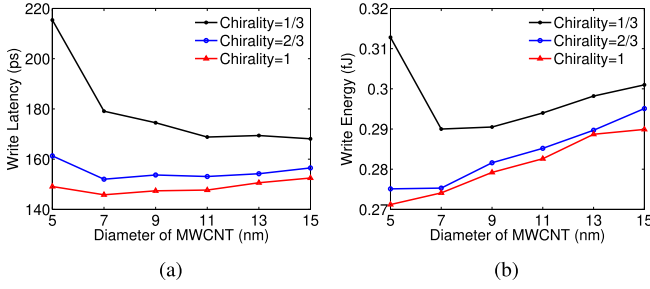 220
200
180
160
140
Write Latency (ps)
Chirality=1/3
Chirality=2/3
Chirality=1
5 7 9 11 13 15
Diameter of MWCNT (nm)
(a)
0.32
0.31
0.3
0.29
0.28
0.27
Write Energy (fJ)
Chirality=1/3
Chirality=2/3
Chirality=1
5 7 9 11 13 15
Diameter of MWCNT (nm)
(b)